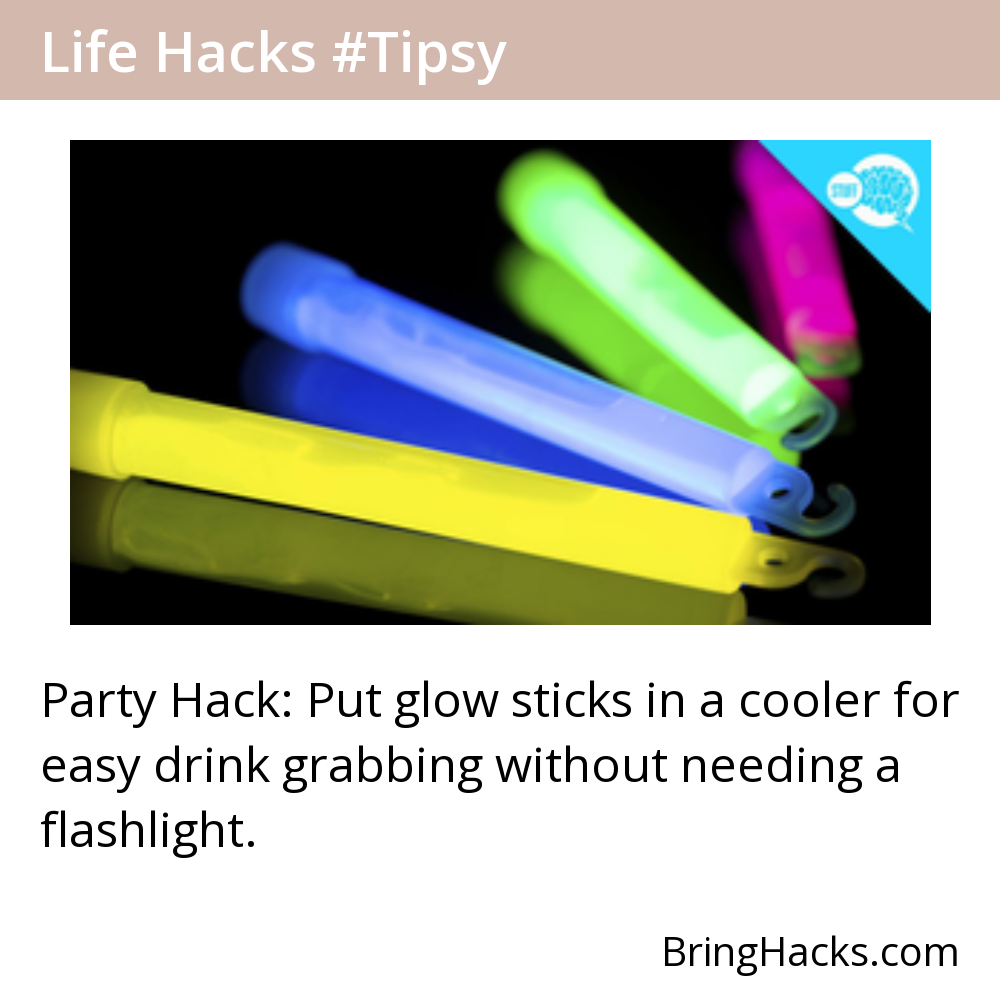 Life Hacks #Tipsy
STUFF
Party Hack: Put glow sticks in a cooler for
easy drink grabbing without needing a
flashlight.
BringHacks.com